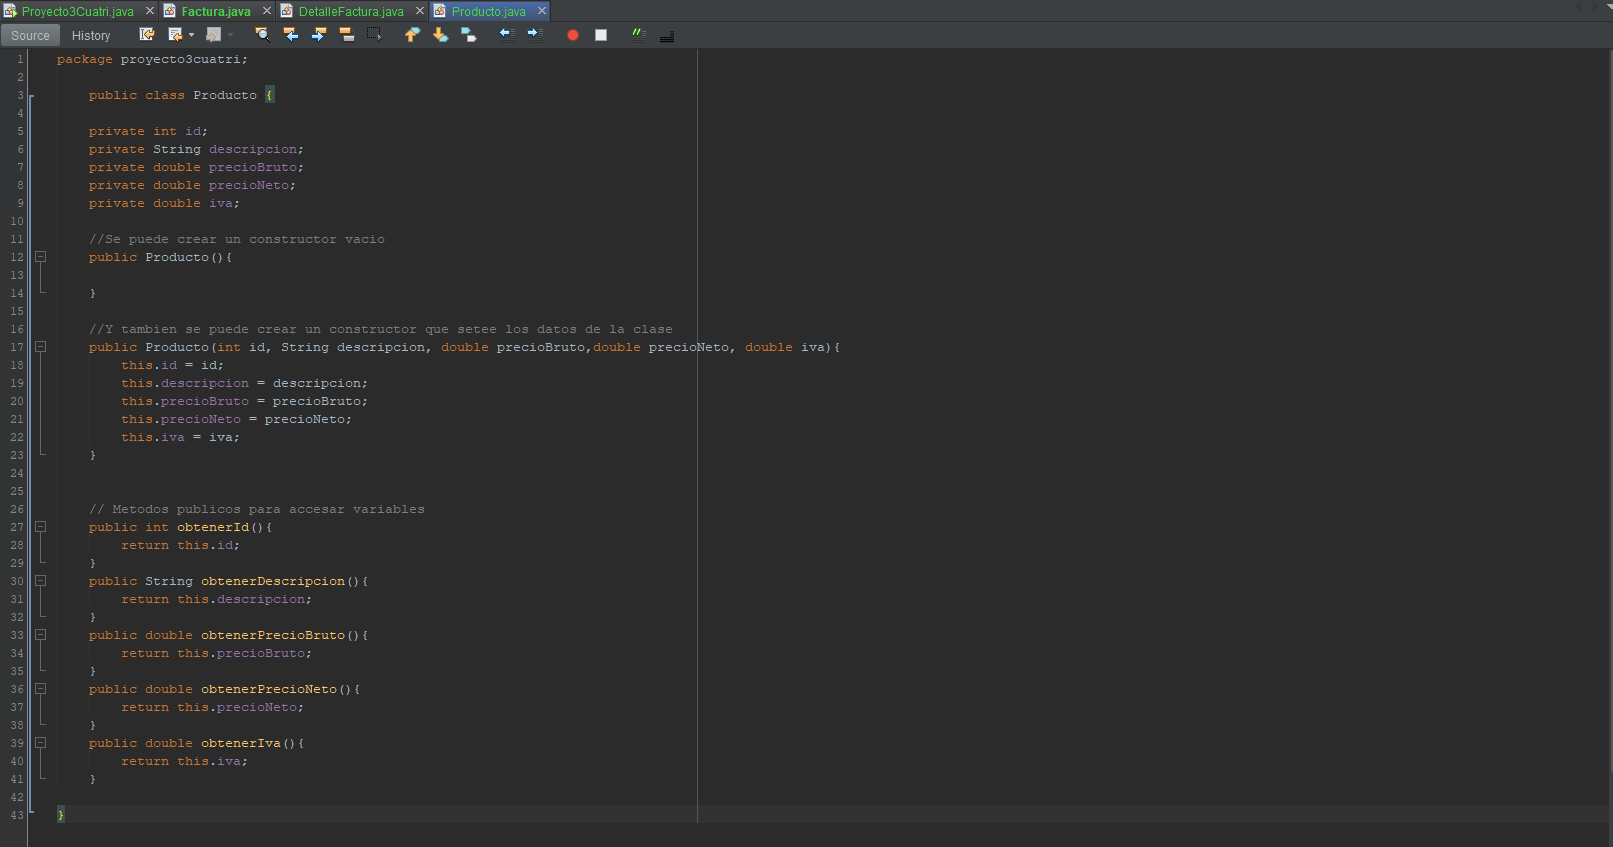 Proyecto3Cuatri.java Factura.java DetalleFactura.java Producto.java
Source History
1 package proyecto3cuatri;
2
3 public class Producto {
4
5 private int id;
6 private String descripcion;
7 private double precioBruto;
8 private double precioNeto;
9 private double iva;
10
11 //Se puede crear un constructor vacio
12 public Producto(){
13
14 }
15
16 //Y tambien se puede crear un constructor que setee los datos de la clase
17 public Producto(int id, String descripcion, double precioBruto,double precioNeto, double iva){
18 this.id = id;
19 this.descripcion = descripcion;
20 this.precioBruto = precioBruto;
21 this.precioNeto = precioNeto;
22 this.iva = iva;
23 }
24
25
26 // Metodos publicos para accesar variables
27 public int obtenerId(){
28 return this.id;
29 }
30 public String obtenerDescripcion(){
31 return this.descripcion;
32 }
33 public double obtenerPrecioBruto(){
34 return this.precioBruto;
35 }
36 public double obtenerPrecioNeto(){
37 return this.precioNeto;
38 }
39 public double obtenerIva(){
40 return this.iva;
41 }
42
43 }